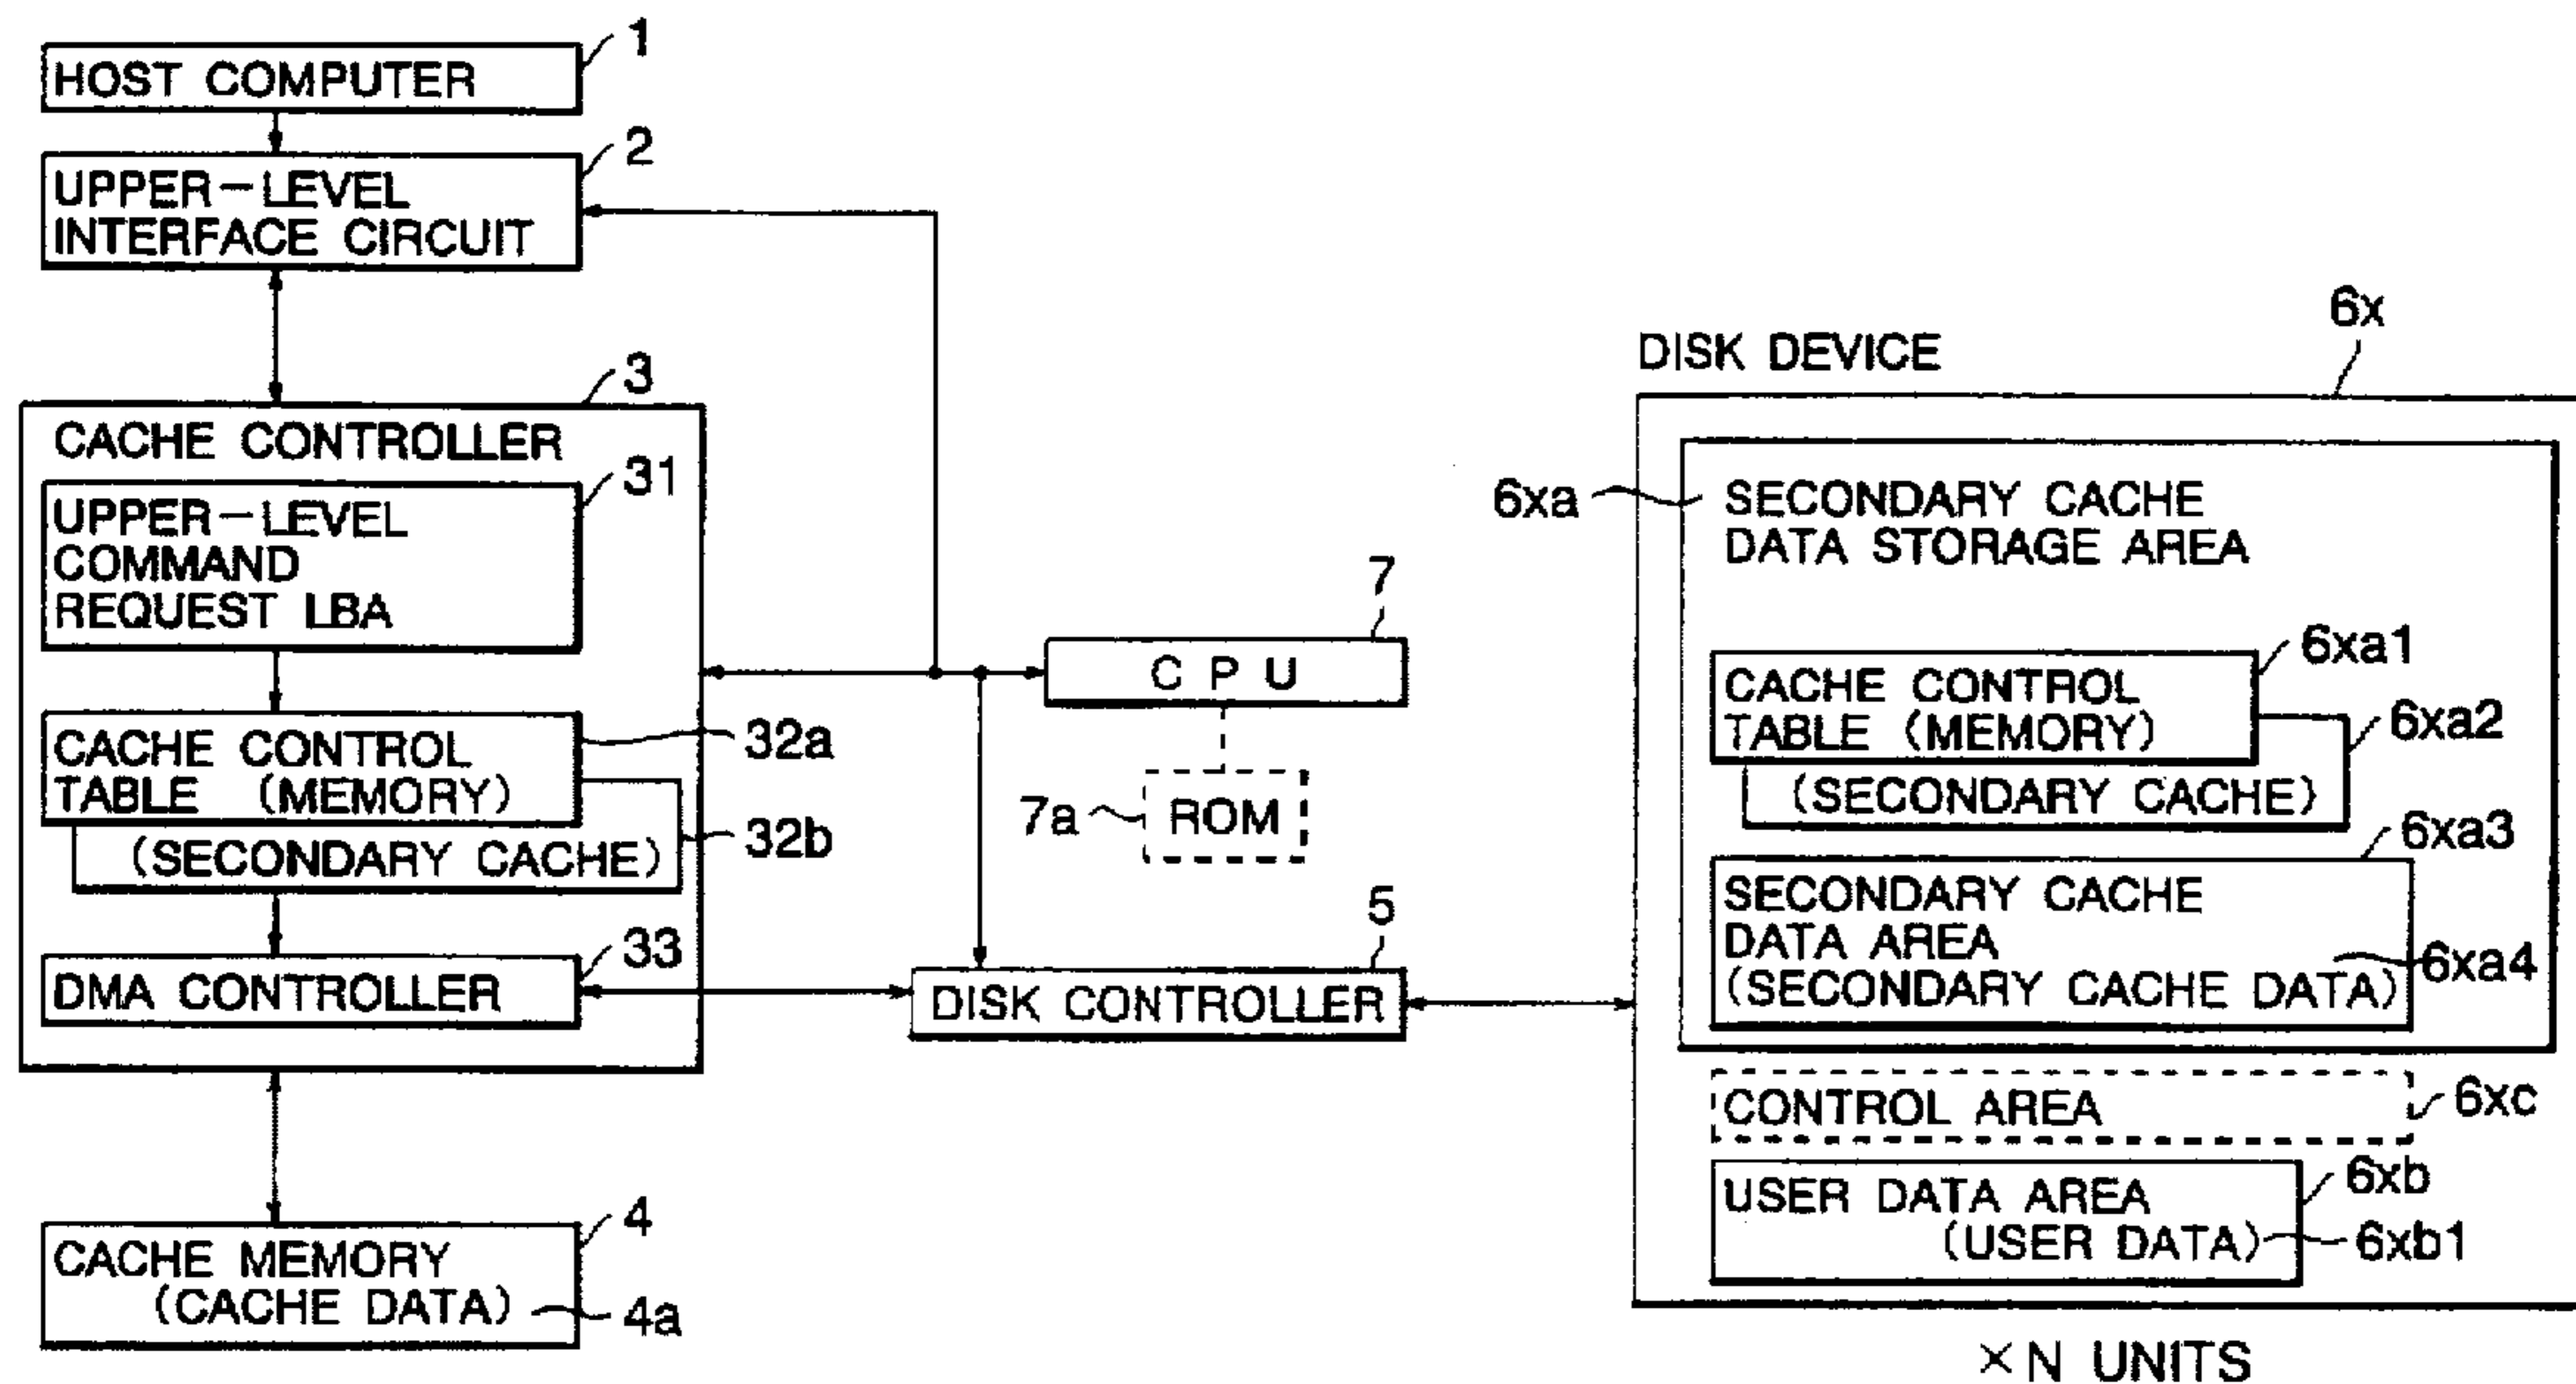 1
HOST COMPUTER
2
UPPER-LEVEL
INTERFACE CIRCUIT
3
CACHE CONTROLLER
31
UPPER-LEVEL
COMMAND
REQUEST LBA
CACHE CONTROL
TABLE (MEMORY)
32a
(SECONDARY CACHE)
32b
33
DMA CONTROLLER
4
CACHE MEMORY
(CACHE DATA)
4a
7
C P U
7a
ROM
5
DISK CONTROLLER
6x
DISK DEVICE
6xa
SECONDARY CACHE
DATA STORAGE AREA
6xa1
CACHE CONTROL
TABLE (MEMORY)
6xa2
(SECONDARY CACHE)
6xa3
SECONDARY CACHE
DATA AREA
(SECONDARY CACHE DATA)
6xa4
CONTROL AREA
6xc
6xb
USER DATA AREA
(USER DATA)
6xb1
×N UNITS